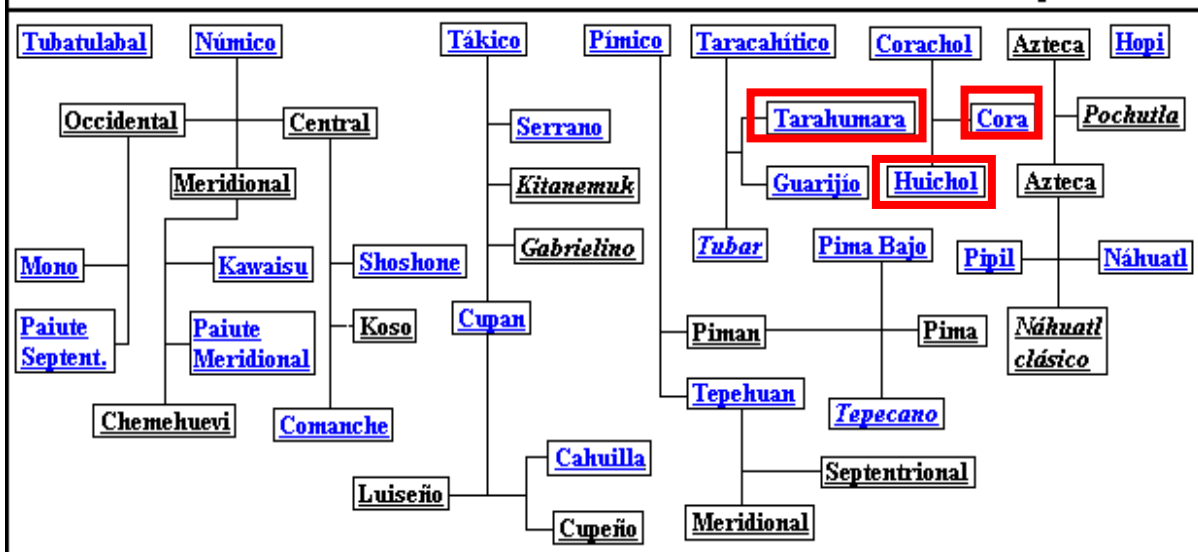 Tubatulabal
Númico
Tákico
Pímico
Taracahítico
Corachol
Azteca
Hopi
Occidental
Central
Serrano
Tarahumara
Cora
Pochutla
Meridional
Kitanemuk
Guarijío
Huichol
Azteca
Mono
Kawaisu
Shoshone
Gabrielino
Tubar
Pima Bajo
Pipil
Náhuatl
Paiute
Septent.
Paiute
Meridional
Koso
Cupan
Piman
Pima
Náhuatl
clásico
Chemehuevi
Comanche
Tepehuan
Tepecano
Cahuilla
Luiseño
Cupeño
Septentrional
Meridional